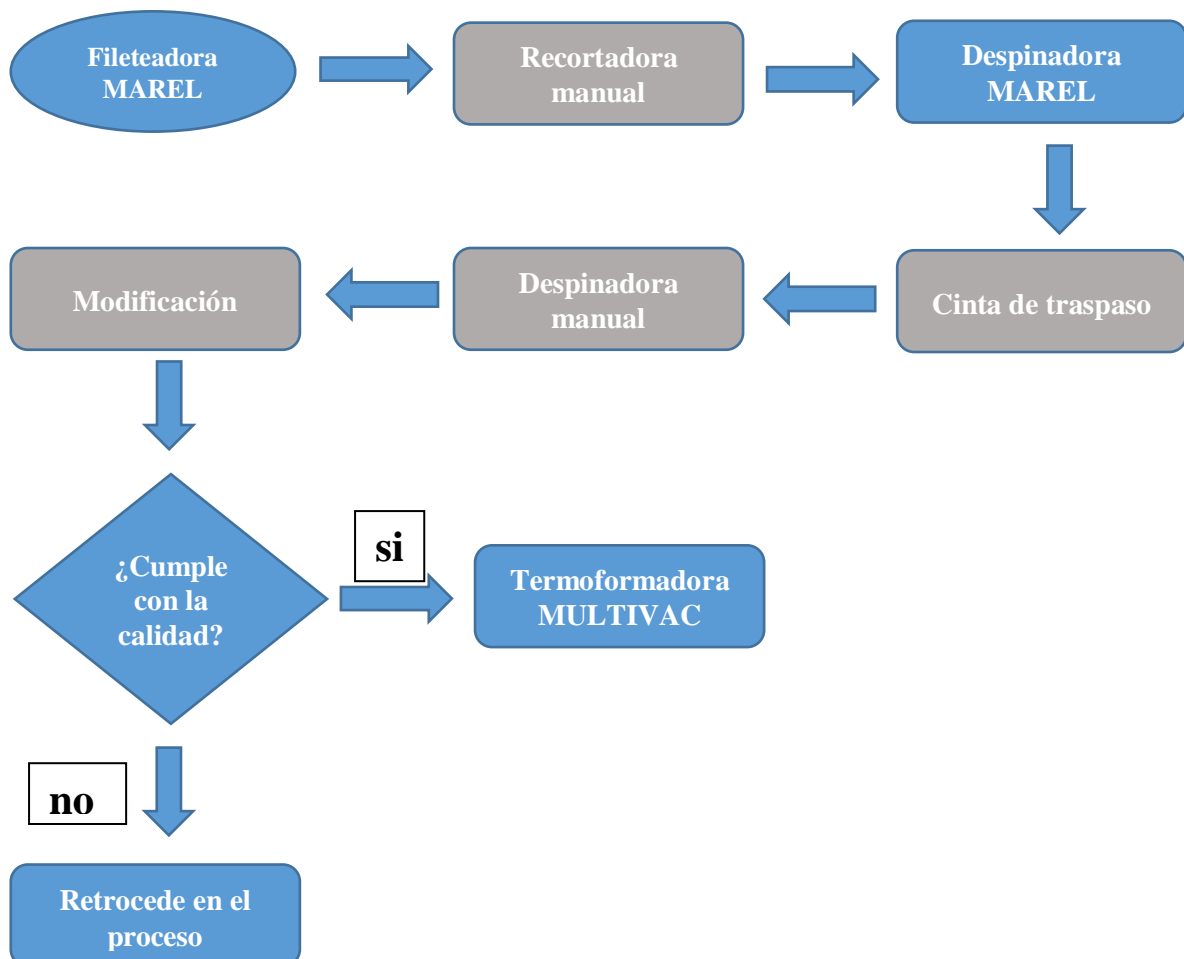 Fileteadora
MAREL
Recortadora
manual
Despinadora
MAREL
Cinta de traspaso
Despinadora
manual
Modificación
¿Cumple
con la
calidad?
si
Termoformadora
MULTIVAC
no
Retrocede en el
proceso